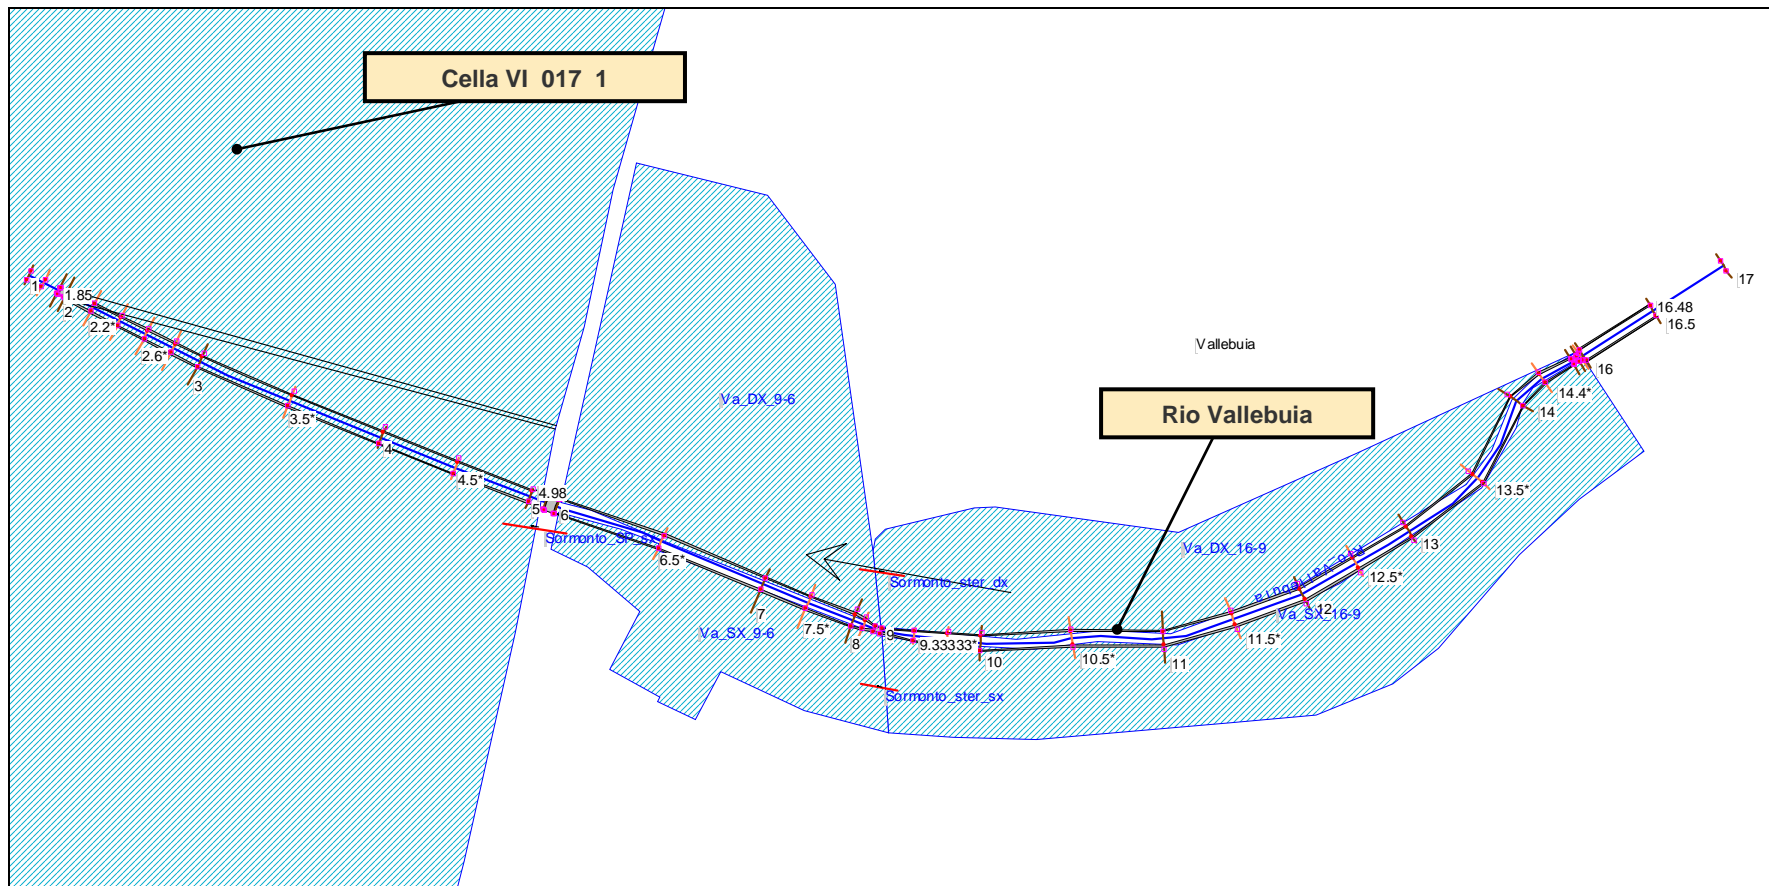 Cella VI  017  1
1
1.85
2
2.2*
2.6*
3
3.5*
4
4.5*
4.98
5
6
Sormonto_SP_sx
6.5*
7
7.5*
8
9
9.33333*
10
10.5*
11
11.5*
12
12.5*
13
13.5*
14
14.4*
16
16.48
16.5
17
Va_DX_9-6
Va_SX_9-6
Sormonto_ster_dx
Sormonto_ster_sx
Vallebuia
Rio Vallebuia
Va_DX_16-9
Rio_Vallebuia
Va_SX_16-9